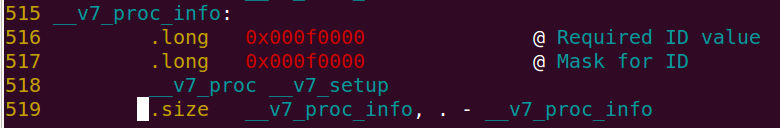 515 __v7_proc_info:
516         .long   0x000f0000              @ Required ID value
517         .long   0x000f0000              @ Mask for ID
518         __v7_proc __v7_setup
519         .size   __v7_proc_info, . - __v7_proc_info